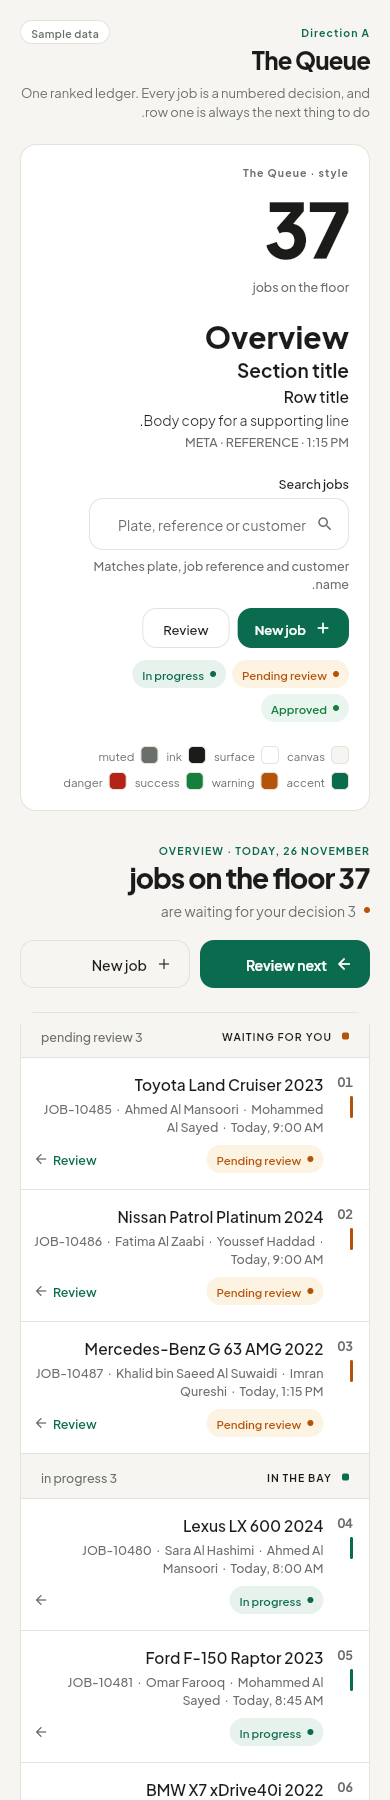 Direction A
Sample data
The Queue
One ranked ledger. Every job is a numbered decision, and
.row one is always the next thing to do
The Queue · style
37
jobs on the floor
Overview
Section title
Row title
.Body copy for a supporting line
META · REFERENCE · 1:15 PM
Search jobs
Plate, reference or customer
Matches plate, job reference and customer
.name
New job
Review
Pending review
In progress
Approved
canvas
surface
ink
muted
accent
warning
success
danger
OVERVIEW · TODAY, 26 NOVEMBER
jobs on the floor 37
are waiting for your decision 3
Review next
New job
WAITING FOR YOU
pending review 3
01
Toyota Land Cruiser 2023
JOB-10485 · Ahmed Al Mansoori · Mohammed
Al Sayed · Today, 9:00 AM
Pending review
Review
02
Nissan Patrol Platinum 2024
JOB-10486 · Fatima Al Zaabi · Youssef Haddad ·
Today, 9:00 AM
Pending review
Review
03
Mercedes-Benz G 63 AMG 2022
JOB-10487 · Khalid bin Saeed Al Suwaidi · Imran
Qureshi · Today, 1:15 PM
Pending review
Review
IN THE BAY
in progress 3
04
Lexus LX 600 2024
JOB-10480 · Sara Al Hashimi · Ahmed Al
Mansoori · Today, 8:00 AM
In progress
05
Ford F-150 Raptor 2023
JOB-10481 · Omar Farooq · Mohammed Al
Sayed · Today, 8:45 AM
In progress
06
BMW X7 xDrive40i 2022